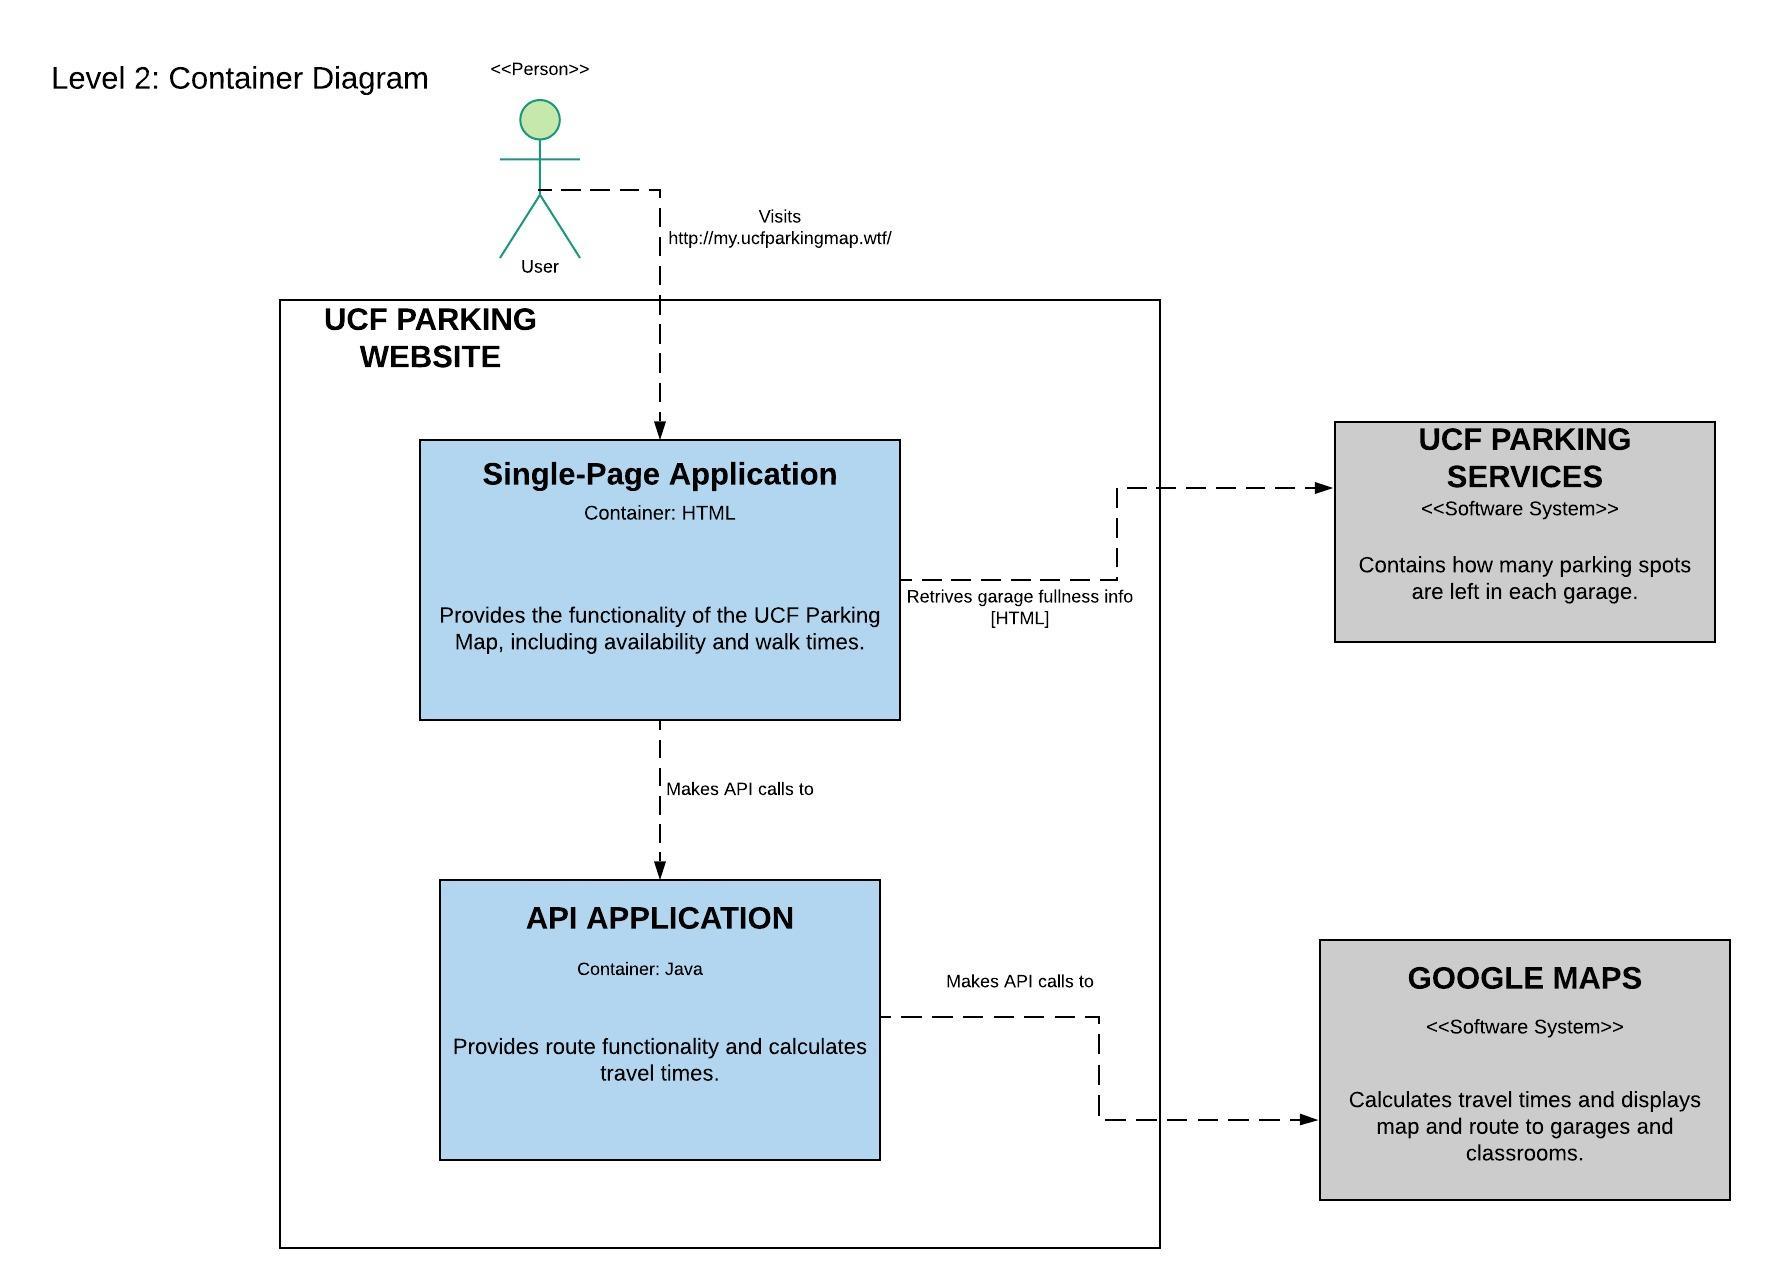 Level 2: Container Diagram
<<Person>>
User
Visits
http://my.ucfparkingmap.wtf/
UCF PARKING
WEBSITE
Single-Page Application
Container: HTML
Provides the functionality of the UCF Parking
Map, including availability and walk times.
Retrives garage fullness info
[HTML]
UCF PARKING
SERVICES
<<Software System>>
Contains how many parking spots
are left in each garage.
Makes API calls to
API APPLICATION
Container: Java
Provides route functionality and calculates
travel times.
Makes API calls to
GOOGLE MAPS
<<Software System>>
Calculates travel times and displays
map and route to garages and
classrooms.